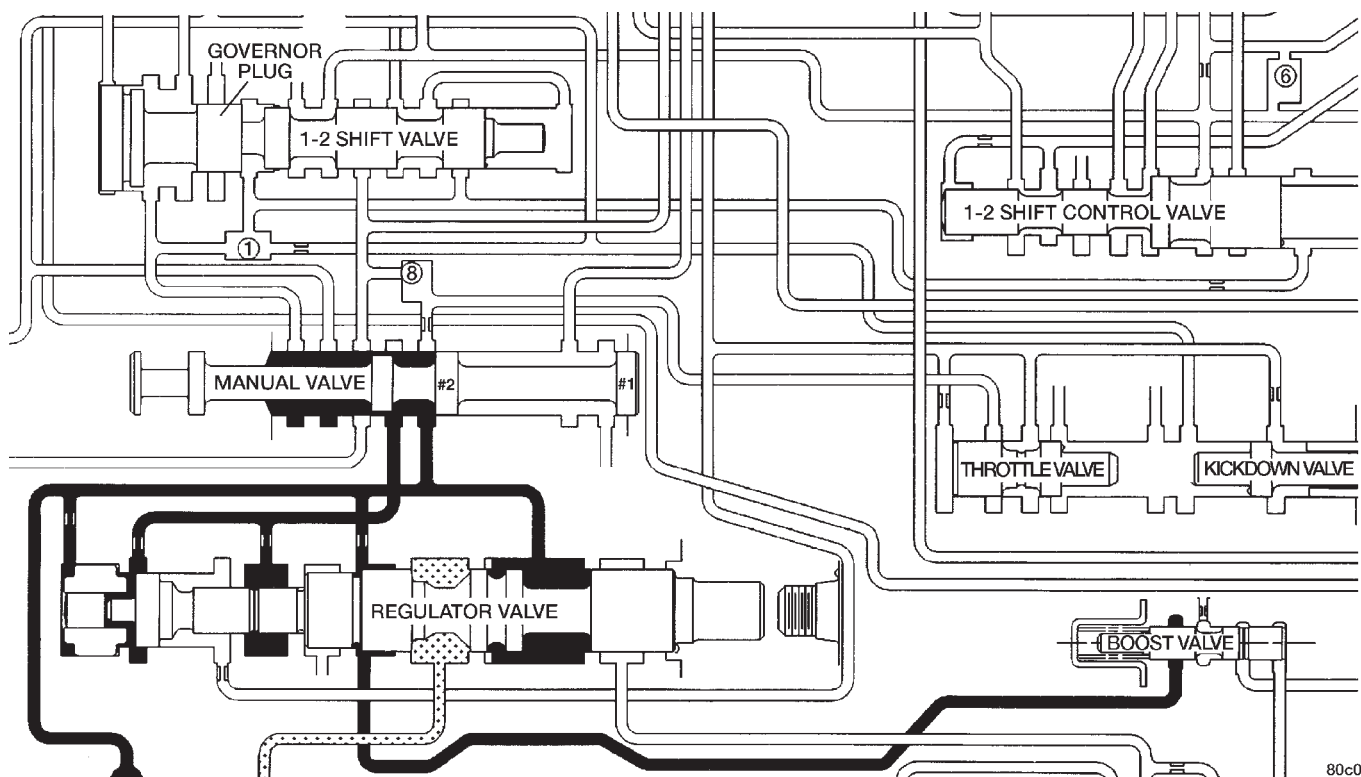 GOVERNOR
PLUG
6
1-2 SHIFT VALVE
1-2 SHIFT CONTROL VALVE
1
8
MANUAL VALVE
#2
#1
THROTTLE VALVE
KICKDOWN VALVE
REGULATOR VALVE
BOOST VALVE
80c0